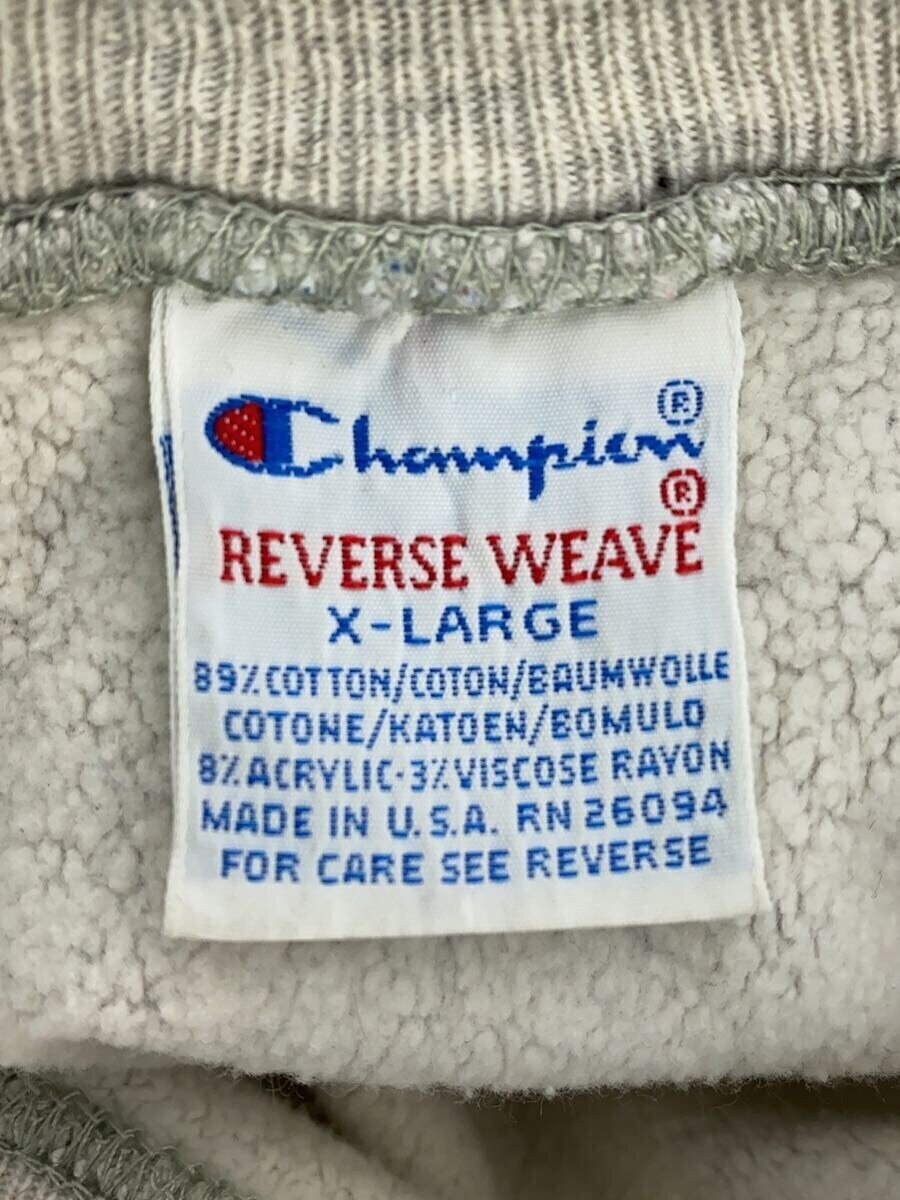 Champion ®
REVERSE WEAVE ®
X-LARGE
89% COTTON/COTON/BAUMWOLLE
COTONE/KATOEN/BOMULD
8% ACRYLIC·3% VISCOSE RAYON
MADE IN U.S.A. RN 26094
FOR CARE SEE REVERSE